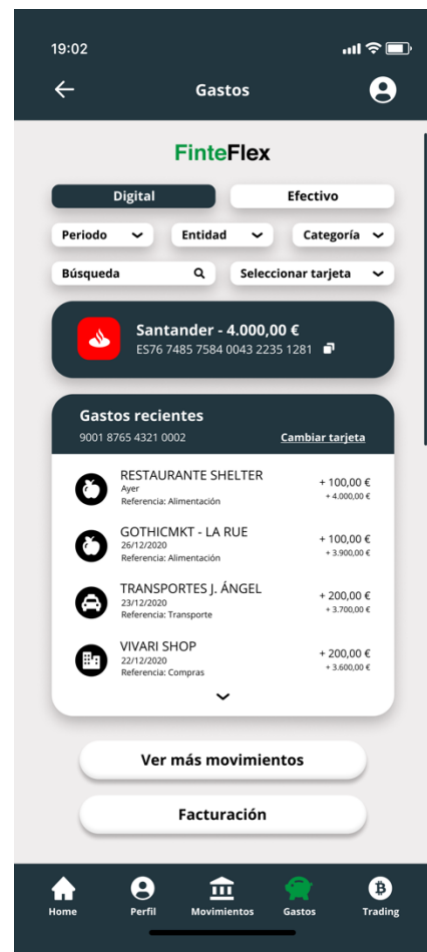 19:02
Gastos
FinteFlex
Digital Efectivo
Periodo Entidad Categoría
Búsqueda Seleccionar tarjeta
Santander - 4.000,00 €
ES76 7485 7584 0043 2235 1281
Gastos recientes
9001 8765 4321 0002 Cambiar tarjeta
RESTAURANTE SHELTER + 100,00 €
Ayer + 4.000,00 €
Referencia: Alimentación
GOTHICMKT - LA RUE + 100,00 €
26/12/2020 + 3.900,00 €
Referencia: Alimentación
TRANSPORTES J. ÁNGEL + 200,00 €
23/12/2020 + 3.700,00 €
Referencia: Transporte
VIVARI SHOP + 200,00 €
22/12/2020 + 3.600,00 €
Referencia: Compras
Ver más movimientos
Facturación
Home Perfil Movimientos Gastos Trading